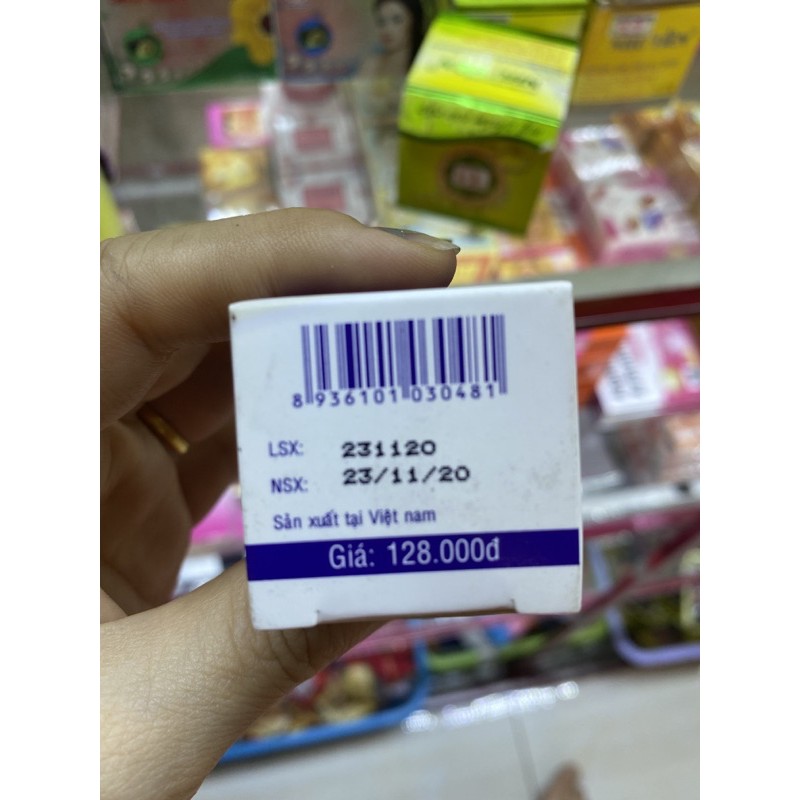 8 936101 030481
LSX: 231120
NSX: 23/11/20
Sản xuất tại Việt nam
Giá: 128.000đ